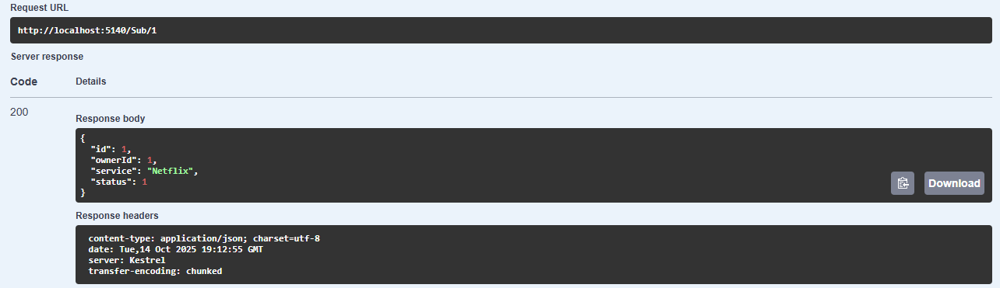 Request URL
http://localhost:5140/Sub/1
Server response
Code Details
200
Response body
{
  "id": 1,
  "ownerId": 1,
  "service": "Netflix",
  "status": 1
}
Download
Response headers
content-type: application/json; charset=utf-8
date: Tue,14 Oct 2025 19:12:55 GMT
server: Kestrel
transfer-encoding: chunked